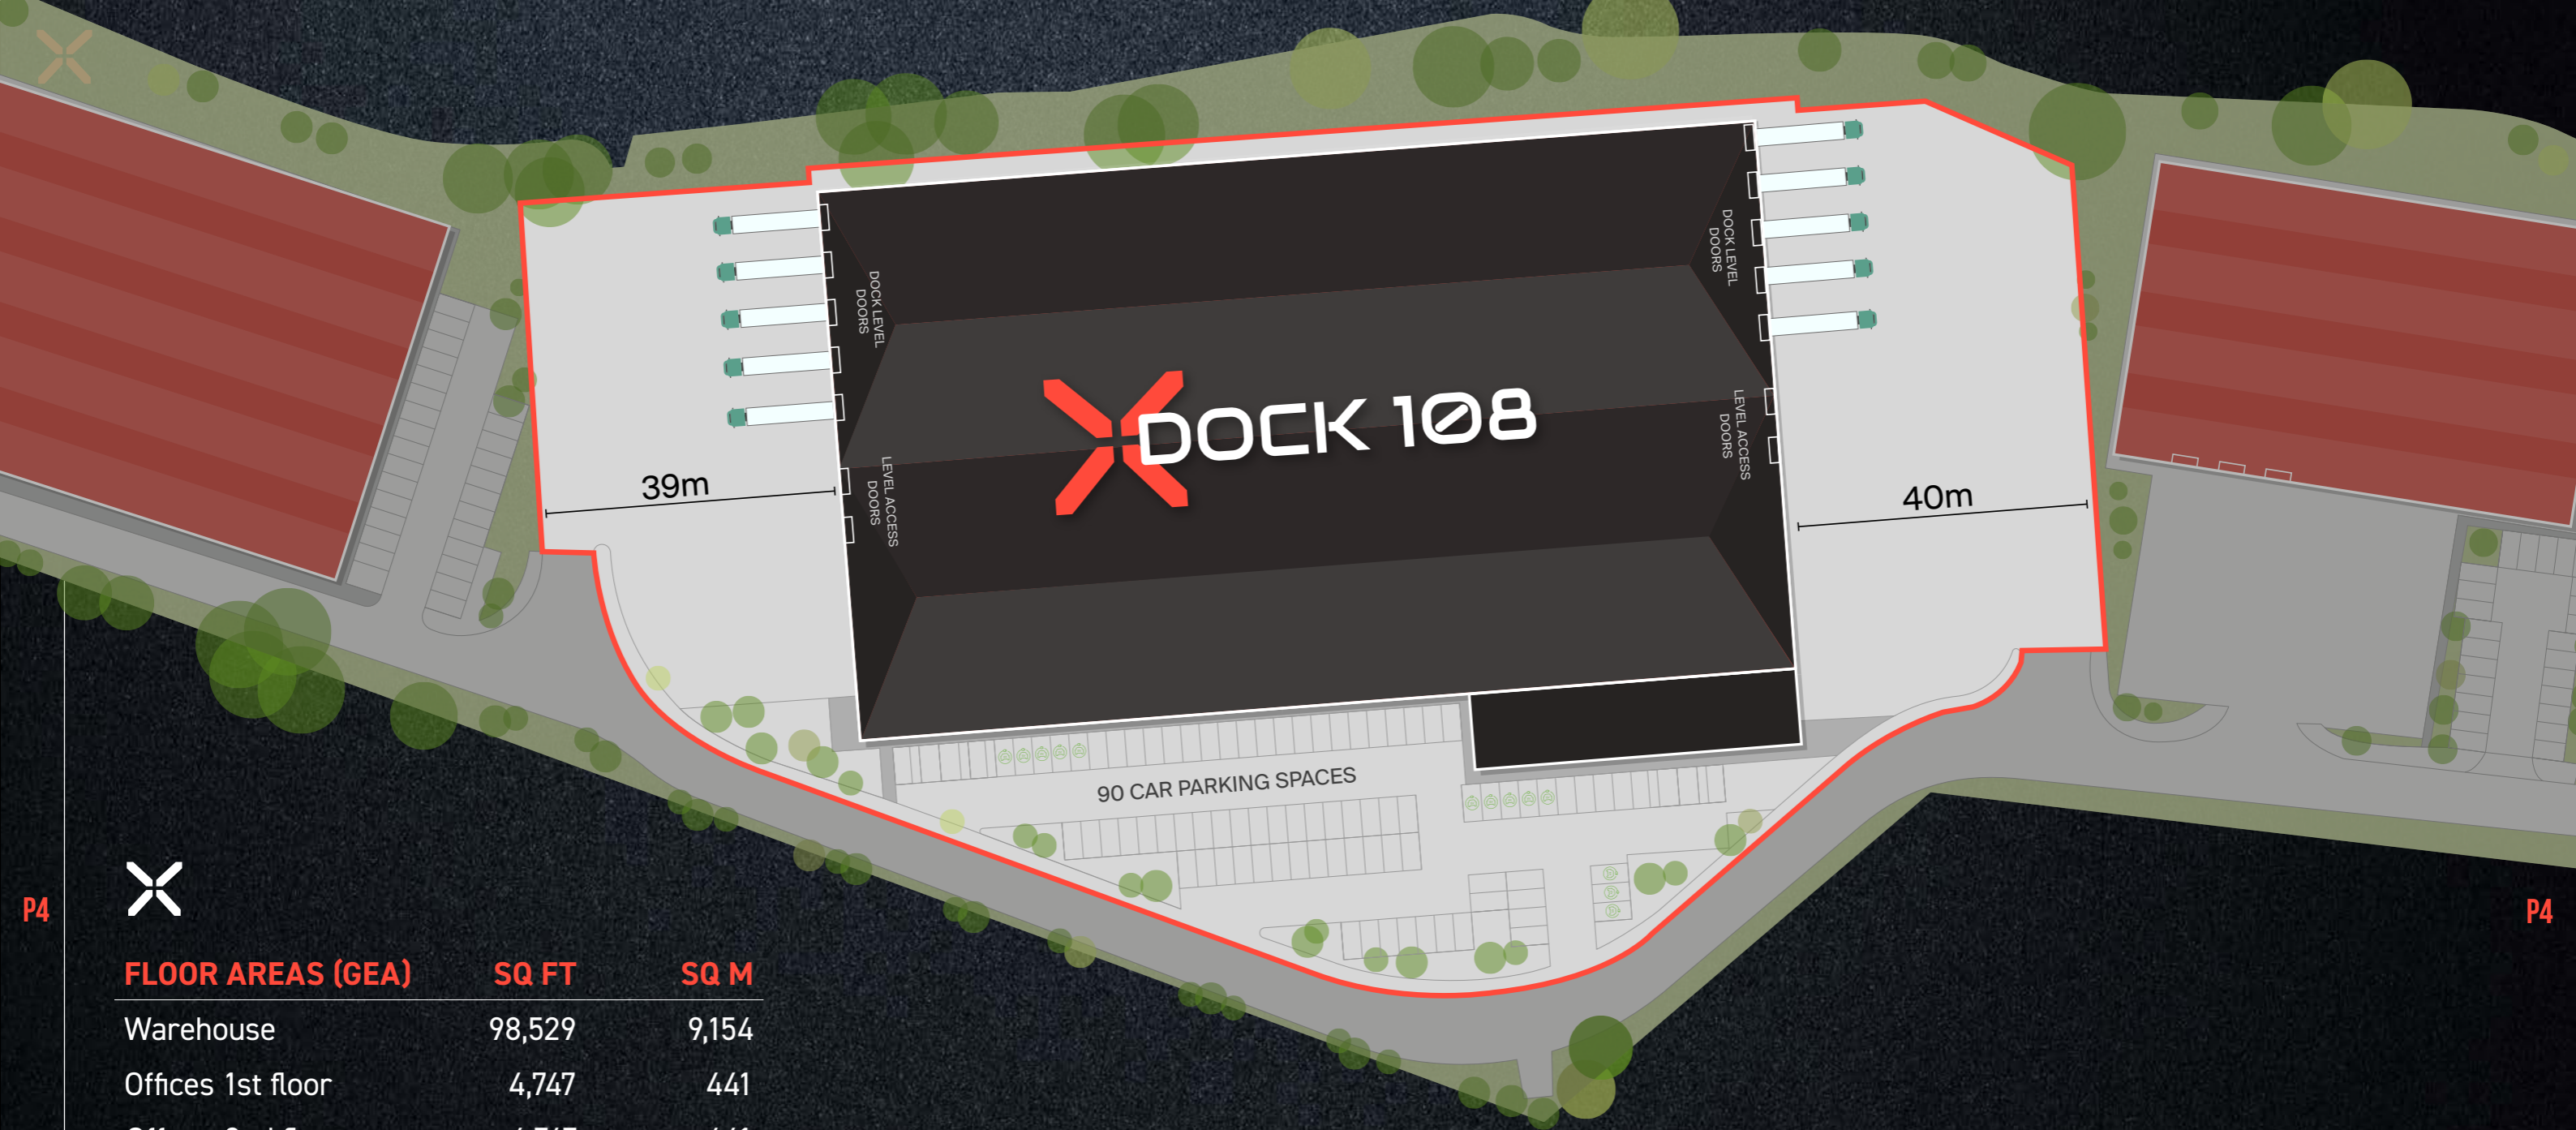 DOCK LEVEL
DOORS
DOCK LEVEL
DOORS
DOCK 108
LEVEL ACCESS
DOORS
LEVEL ACCESS
DOORS
39m
40m
90 CAR PARKING SPACES
P4
P4
FLOOR AREAS (GEA) SQ FT SQ M
Warehouse 98,529 9,154
Offices 1st floor 4,747 441